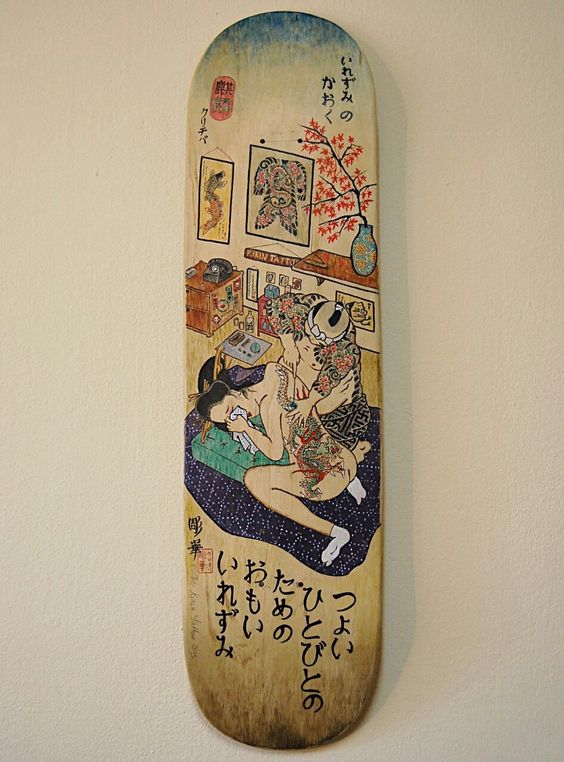 いれずみの
かおく
クリチバ
KIRIN TATTO
つよい
ひとびとの
ための
おもい
いれずみ
彫華